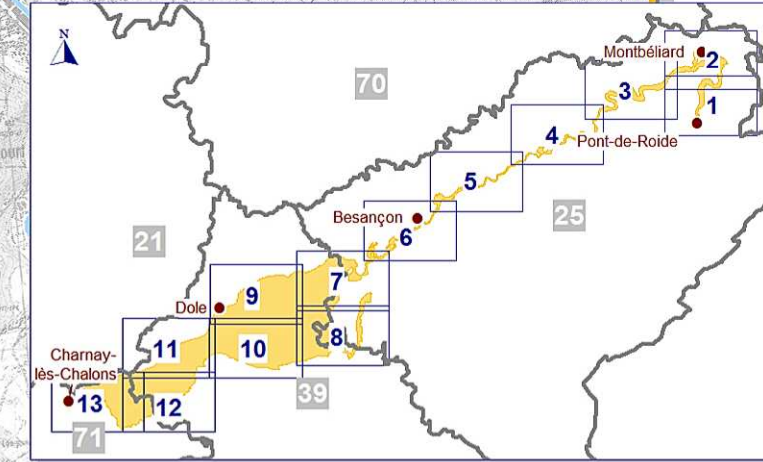 N
70
Montbéliard
2
3
1
4
Pont-de-Roide
5
25
Besançon
6
21
7
9
Dole
8
11
10
Charnay-
lès-Chalons
39
13
12
71